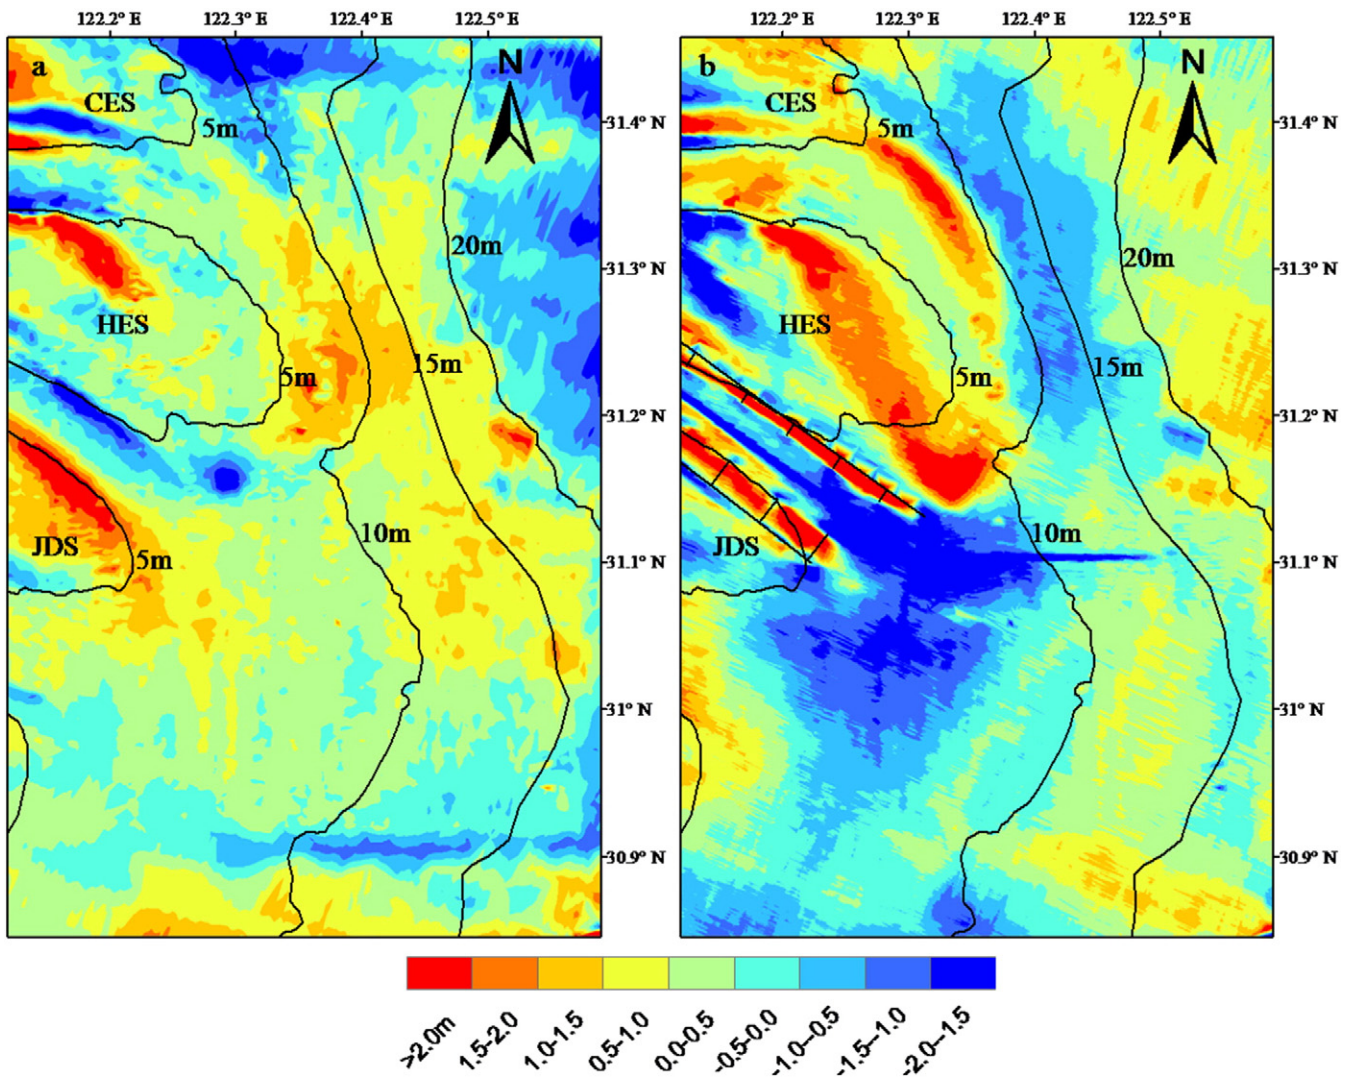 122.2° E 122.3° E 122.4° E 122.5° E 122.2° E 122.3° E 122.4° E 122.5° E
a N b N
CES CES
5m 5m
31.4° N 31.4° N
20m 20m
31.3° N 31.3° N
HES HES
5m 15m 5m 15m
31.2° N 31.2° N
10m 10m
JDS 5m JDS
31.1° N 31.1° N
31° N 31° N
30.9° N 30.9° N
>2.0m 1.5-2.0 1.0-1.5 0.5-1.0 0.0-0.5 -0.5-0.0 -1.0--0.5 -1.5--1.0 -2.0--1.5